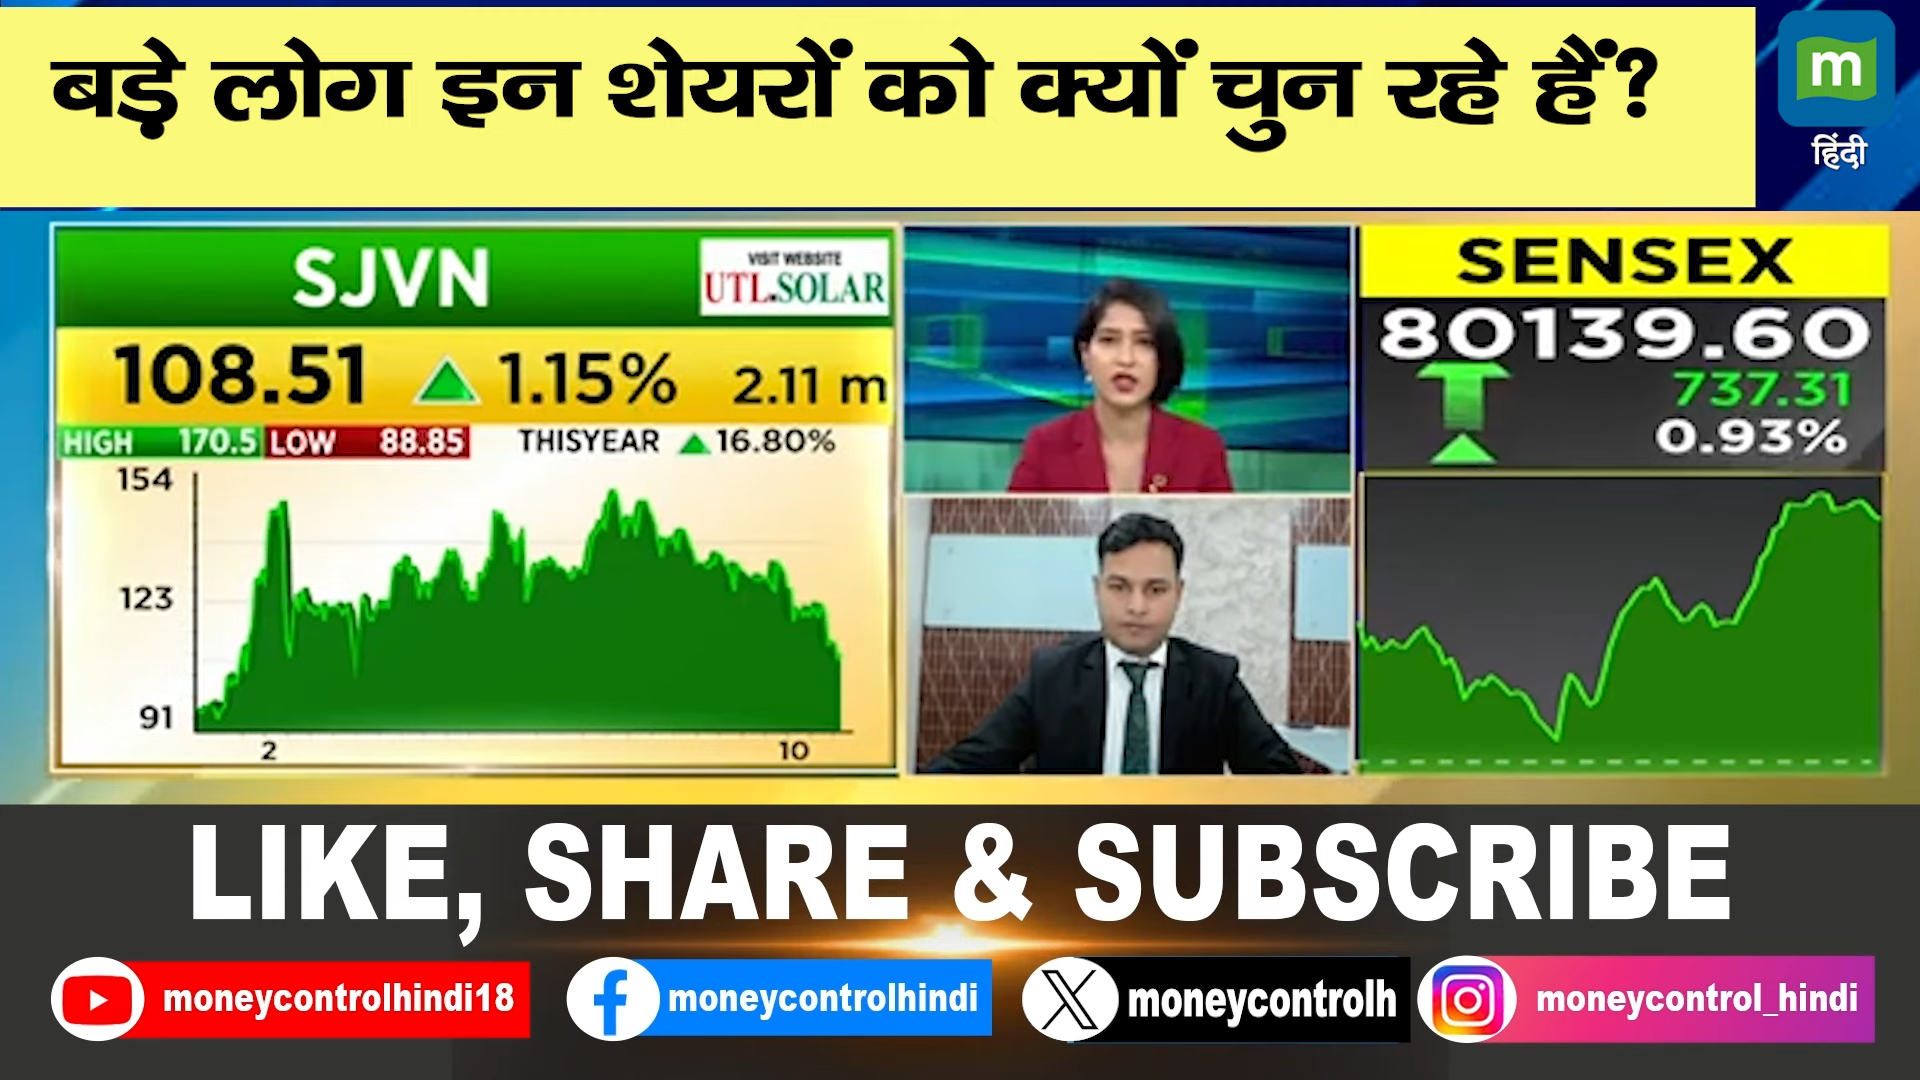 बड़े लोग इन शेयरों को क्यों चुन रहे हैं?
m
हिंदी
SJVN
VISIT WEBSITE
UTL.SOLAR
108.51 1.15% 2.11 m
HIGH 170.5 LOW 88.85 THISYEAR 16.80%
154
123
91
2 10
SENSEX
80139.60
737.31
0.93%
LIKE, SHARE & SUBSCRIBE
moneycontrolhindi18
moneycontrolhindi
moneycontrolh
moneycontrol_hindi